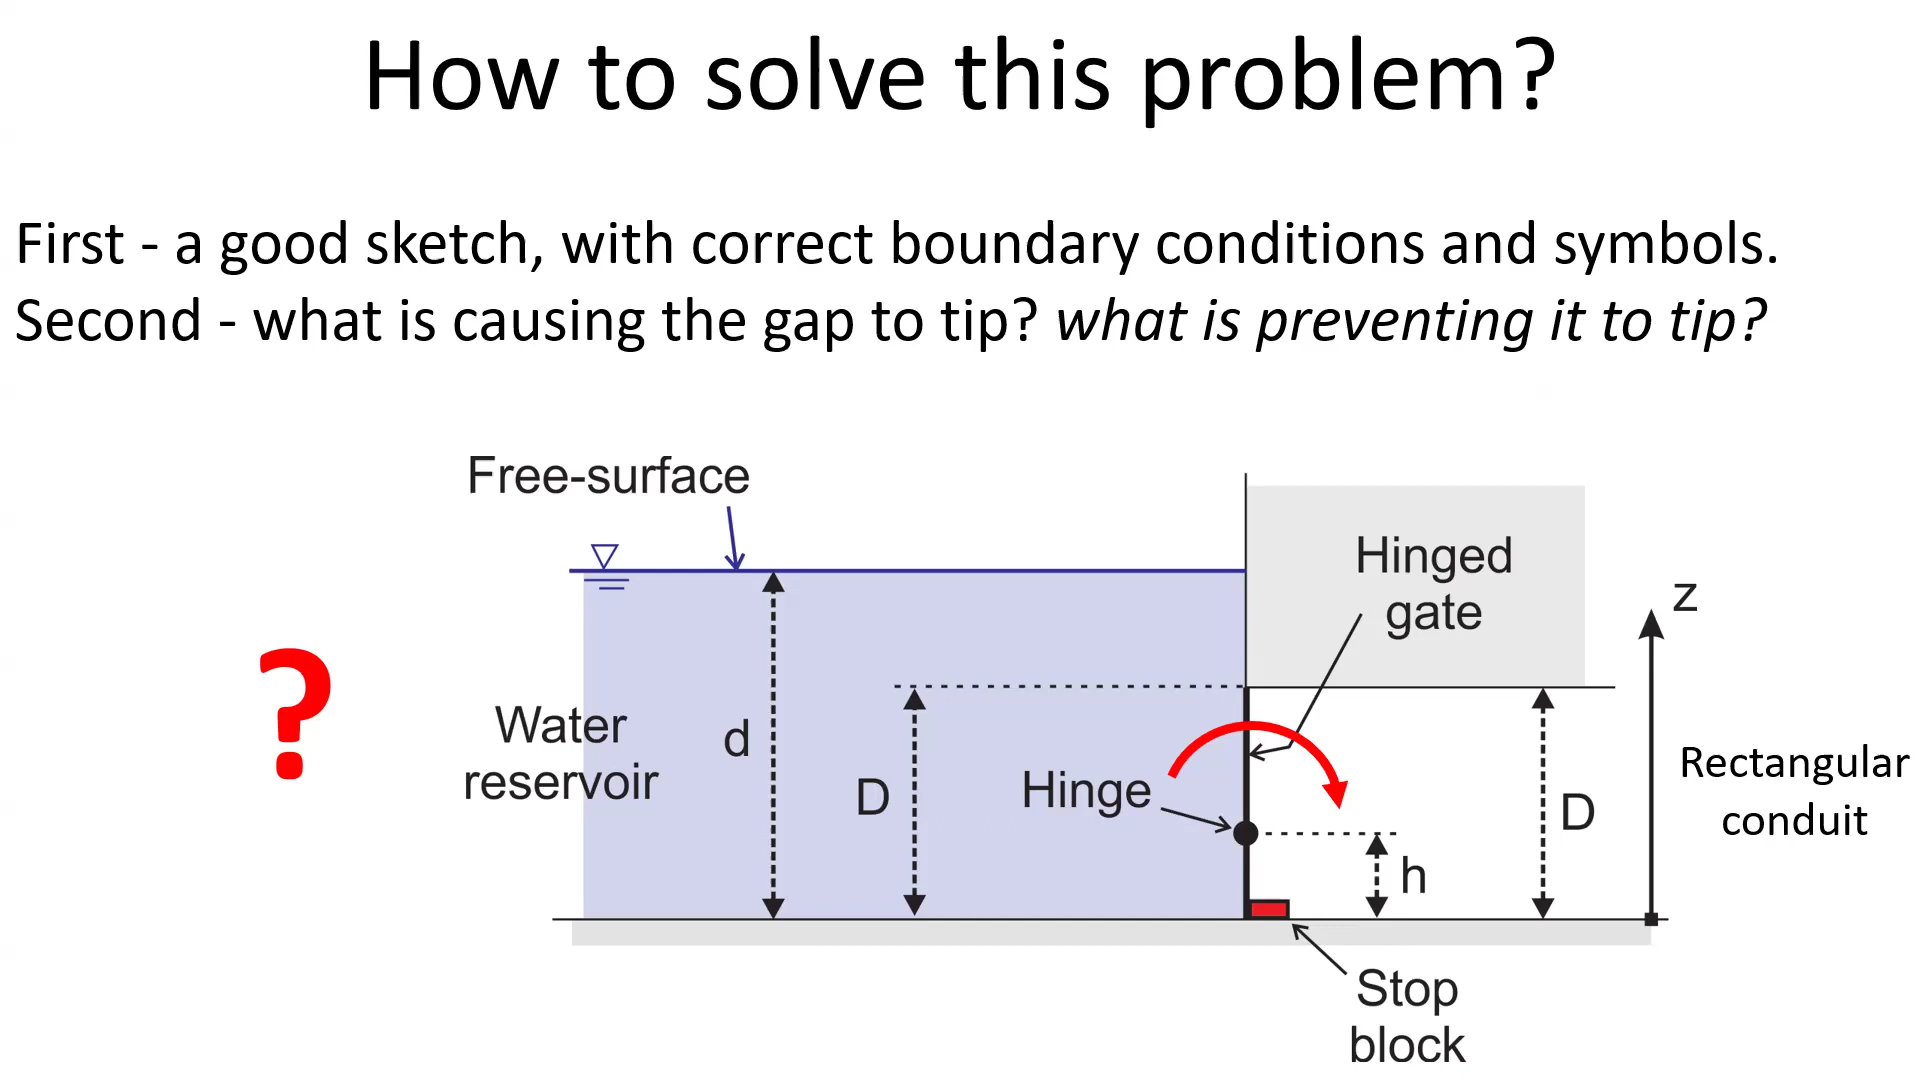 How to solve this problem?
First - a good sketch, with correct boundary conditions and symbols.
Second - what is causing the gap to tip? what is preventing it to tip?
Free-surface
Hinged
gate
z
?
Water
reservoir
d
D
Hinge
h
D
Rectangular
conduit
Stop
block